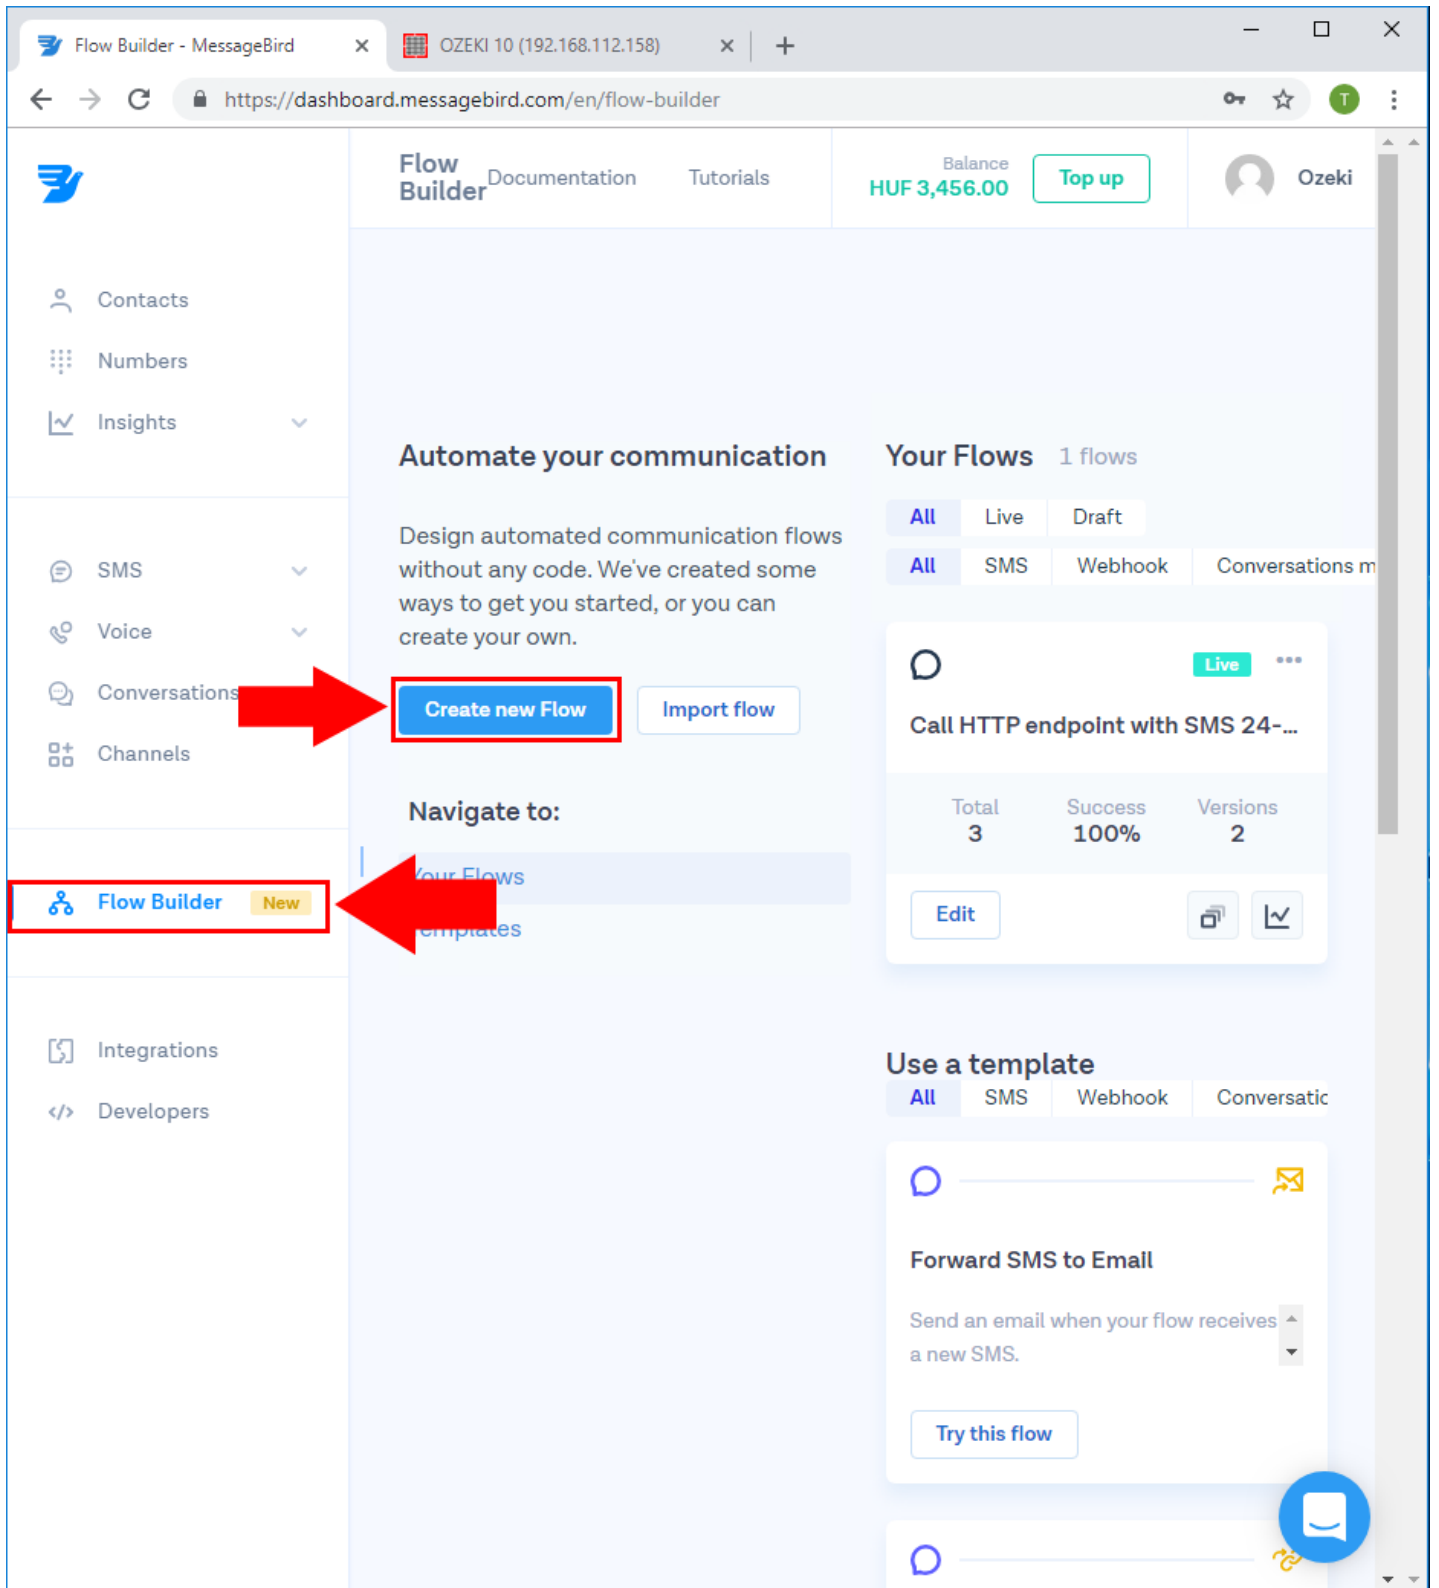 Flow Builder - MessageBird
OZEKI 10 (192.168.112.158)
https://dashboard.messagebird.com/en/flow-builder
T
Flow
Builder
Documentation
Tutorials
Balance
HUF 3,456.00
Top up
Ozeki
Contacts
Numbers
Insights
SMS
Voice
Conversations
Channels
Flow Builder
New
Integrations
Developers
Automate your communication
Design automated communication flows
without any code. We've created some
ways to get you started, or you can
create your own.
Create new Flow
Import flow
Navigate to:
Your Flows
Templates
Your Flows 1 flows
All Live Draft
All SMS Webhook Conversations m
Live
Call HTTP endpoint with SMS 24-...
Total Success Versions
3 100% 2
Edit
Use a template
All SMS Webhook Conversatic
Forward SMS to Email
Send an email when your flow receives
a new SMS.
Try this flow